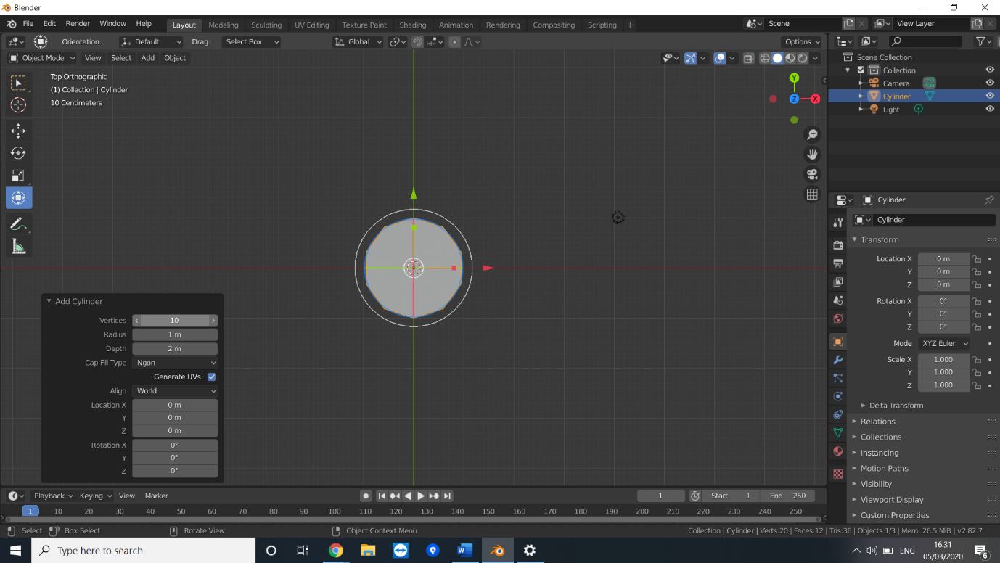 Blender
File Edit Render Window Help
Layout Modeling Sculpting UV Editing Texture Paint Shading Animation Rendering Compositing Scripting +
Scene
View Layer
Orientation: Default Drag: Select Box
Global
Options
Object Mode View Select Add Object
Top Orthographic
(1) Collection | Cylinder
10 Centimeters
Y
Z
X
Add Cylinder
Vertices 10
Radius 1 m
Depth 2 m
Cap Fill Type Ngon
Generate UVs
Align World
Location X 0 m
Y 0 m
Z 0 m
Rotation X 0°
Y 0°
Z 0°
Scene Collection
Collection
Camera
Cylinder
Light
Cylinder
Cylinder
Transform
Location X 0 m
Y 0 m
Z 0 m
Rotation X 0°
Y 0°
Z 0°
Mode XYZ Euler
Scale X 1.000
Y 1.000
Z 1.000
Delta Transform
Relations
Collections
Instancing
Motion Paths
Visibility
Viewport Display
Custom Properties
Playback Keying View Marker
1
Start 1
End 250
1 10 20 30 40 50 60 70 80 90 100 110 120 130 140 150 160 170 180 190 200 210 220 230 240 250
Select Box Select Rotate View Object Context Menu
Collection | Cylinder | Verts:20 | Faces:12 | Tris:36 | Objects:1/3 | Mem: 26.5 MiB | v2.82.7
Type here to search
W
ENG
16:31
05/03/2020
6